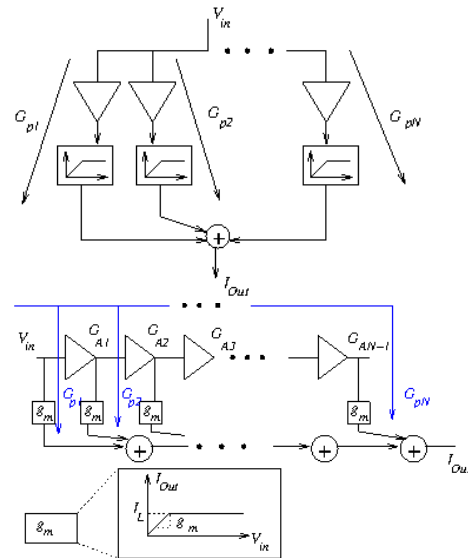 V_in
G_p1
G_p2
G_pN
+
I_Out
V_in
G_A1
G_A2
G_A3
G_AN-1
G_p1
G_p2
G_pN
g_m
g_m
g_m
g_m
+
+
+
I_Out
g_m
I_Out
I_L
g_m
V_in